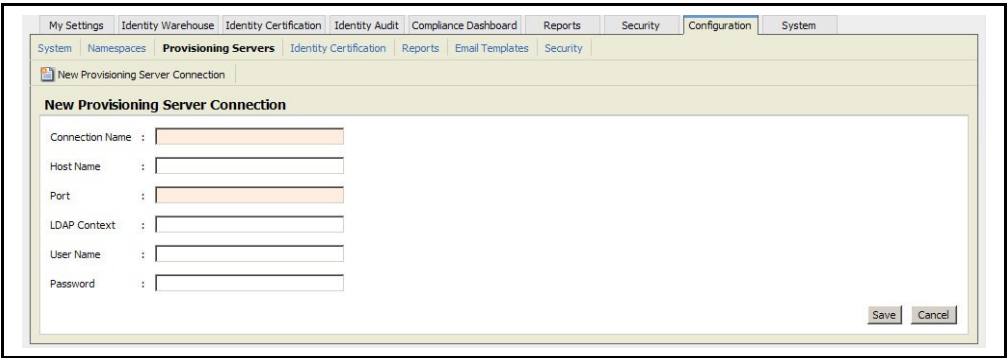 My Settings Identity Warehouse Identity Certification Identity Audit Compliance Dashboard Reports Security Configuration System
System Namespaces Provisioning Servers Identity Certification Reports Email Templates Security
New Provisioning Server Connection
New Provisioning Server Connection
Connection Name :
Host Name :
Port :
LDAP Context :
User Name :
Password :
Save Cancel